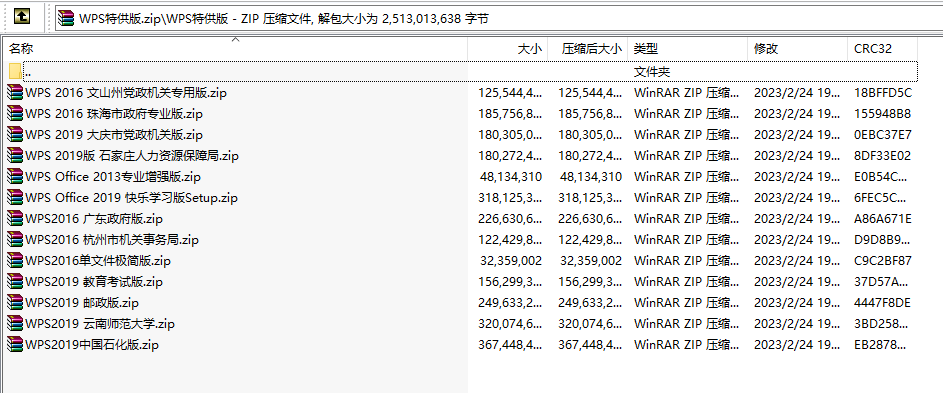 WPS特供版.zip\WPS特供版 - ZIP 压缩文件, 解包大小为 2,513,013,638 字节
名称 大小 压缩后大小 类型 修改 CRC32
.. 文件夹
WPS 2016 文山州党政机关专用版.zip 125,544,4... 125,544,4... WinRAR ZIP 压缩... 2023/2/24 19... 18BFFD5C
WPS 2016 珠海市政府专业版.zip 185,756,8... 185,756,8... WinRAR ZIP 压缩... 2023/2/24 19... 155948B8
WPS 2019 大庆市党政机关版.zip 180,305,0... 180,305,0... WinRAR ZIP 压缩... 2023/2/24 19... 0EBC37E7
WPS 2019版 石家庄人力资源保障局.zip 180,272,4... 180,272,4... WinRAR ZIP 压缩... 2023/2/24 19... 8DF33E02
WPS Office 2013专业增强版.zip 48,134,310 48,134,310 WinRAR ZIP 压缩... 2023/2/24 19... E0B54C...
WPS Office 2019 快乐学习版Setup.zip 318,125,3... 318,125,3... WinRAR ZIP 压缩... 2023/2/24 19... 6FEC5C...
WPS2016 广东政府版.zip 226,630,6... 226,630,6... WinRAR ZIP 压缩... 2023/2/24 19... A86A671E
WPS2016 杭州市机关事务局.zip 122,429,8... 122,429,8... WinRAR ZIP 压缩... 2023/2/24 19... D9D8B9...
WPS2016单文件极简版.zip 32,359,002 32,359,002 WinRAR ZIP 压缩... 2023/2/24 19... C9C2BF87
WPS2019 教育考试版.zip 156,299,3... 156,299,3... WinRAR ZIP 压缩... 2023/2/24 19... 37D57A...
WPS2019 邮政版.zip 249,633,2... 249,633,2... WinRAR ZIP 压缩... 2023/2/24 19... 4447F8DE
WPS2019 云南师范大学.zip 320,074,6... 320,074,6... WinRAR ZIP 压缩... 2023/2/24 19... 3BD258...
WPS2019中国石化版.zip 367,448,4... 367,448,4... WinRAR ZIP 压缩... 2023/2/24 19... EB2878...